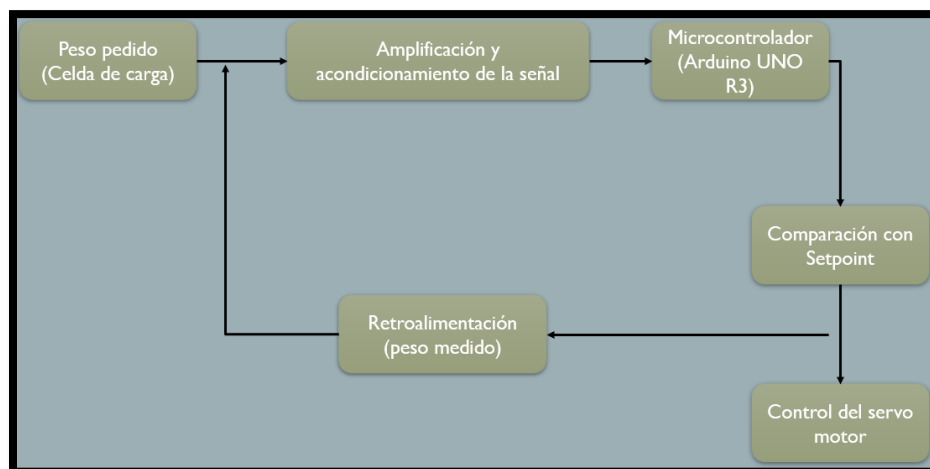 Peso pedido
(Celda de carga)
Amplificación y
acondicionamiento de la señal
Microcontrolador
(Arduino UNO
R3)
Comparación con
Setpoint
Retroalimentación
(peso medido)
Control del servo
motor